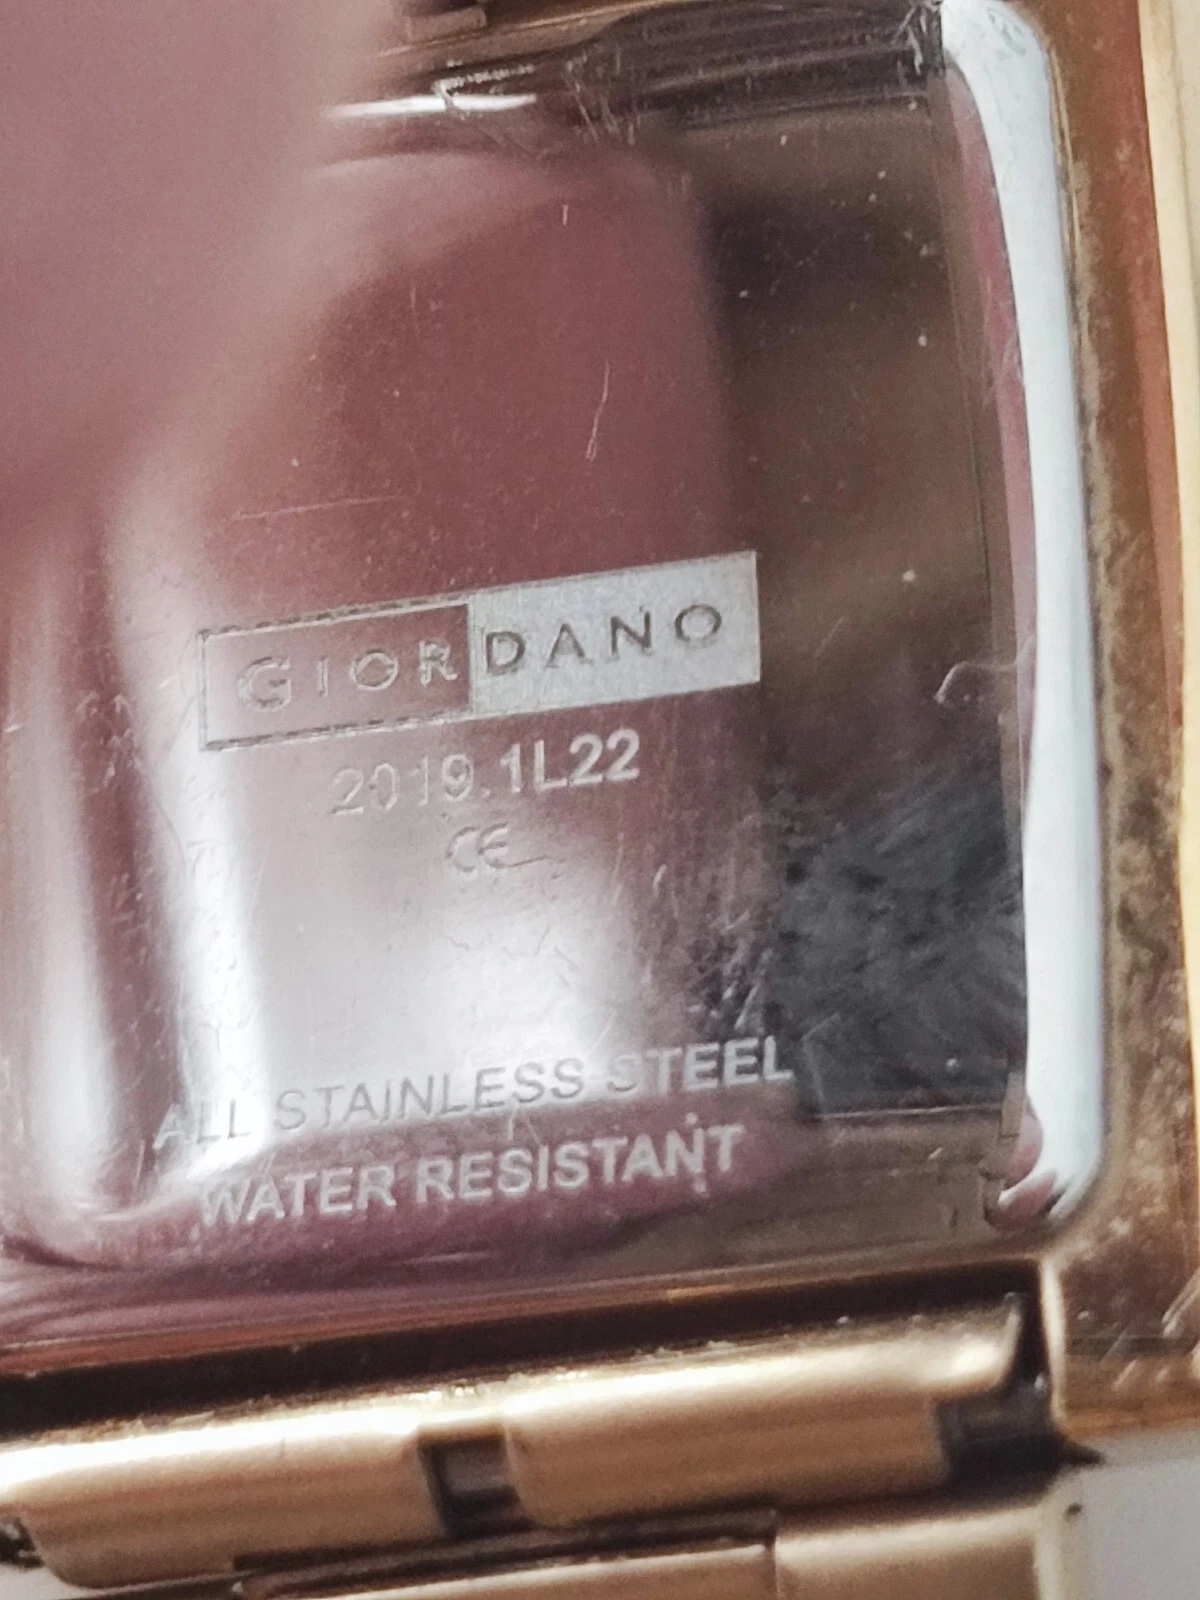 GIORDANO
2019.1L22
CE
ALL STAINLESS STEEL
WATER RESISTANT